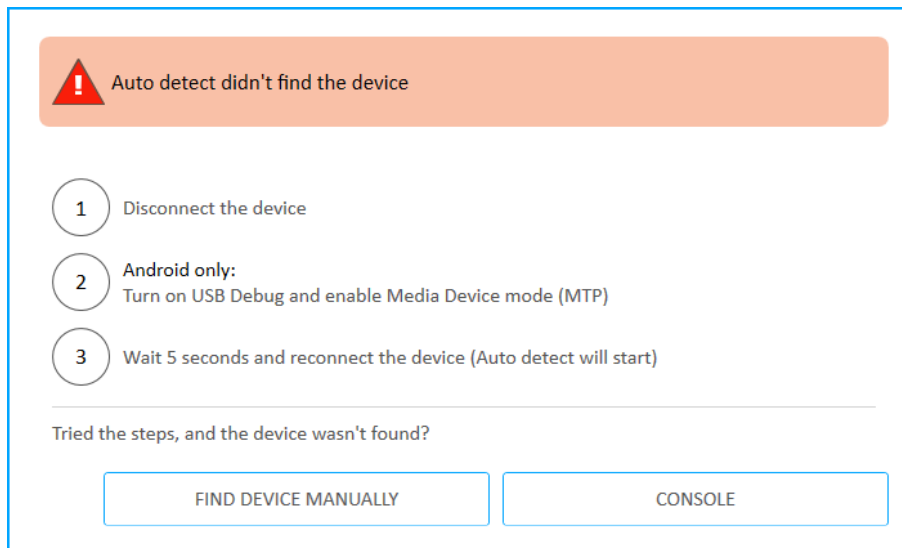 Auto detect didn't find the device
1 Disconnect the device
2 Android only:
Turn on USB Debug and enable Media Device mode (MTP)
3 Wait 5 seconds and reconnect the device (Auto detect will start)
Tried the steps, and the device wasn't found?
FIND DEVICE MANUALLY CONSOLE